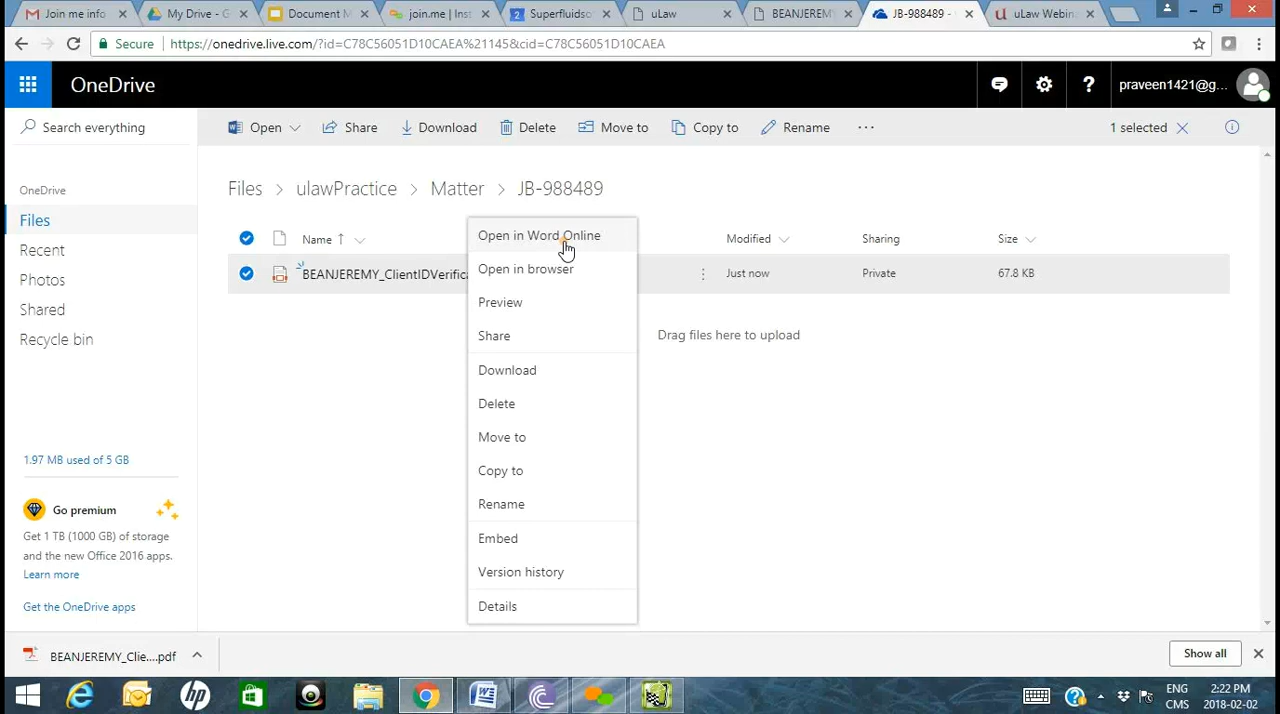 Join me info
My Drive - G
Document M
join.me | Inst
Superfluidso
uLaw
BEANJEREMY
JB-988489 -
uLaw Webina
Secure
https://onedrive.live.com/?id=C78C56051D10CAEA%21145&cid=C78C56051D10CAEA
OneDrive
?
praveen1421@g...
Search everything
Open
Share
Download
Delete
Move to
Copy to
Rename
...
1 selected
OneDrive
Files
Recent
Photos
Shared
Recycle bin
1.97 MB used of 5 GB
Go premium
Get 1 TB (1000 GB) of storage
and the new Office 2016 apps.
Learn more
Get the OneDrive apps
Files > ulawPractice > Matter > JB-988489
Name
Modified
Sharing
Size
BEANJEREMY_ClientIDVerifica
Just now
Private
67.8 KB
Drag files here to upload
Open in Word Online
Open in browser
Preview
Share
Download
Delete
Move to
Copy to
Rename
Embed
Version history
Details
BEANJEREMY_Clie....pdf
Show all
ENG
CMS
2:22 PM
2018-02-02